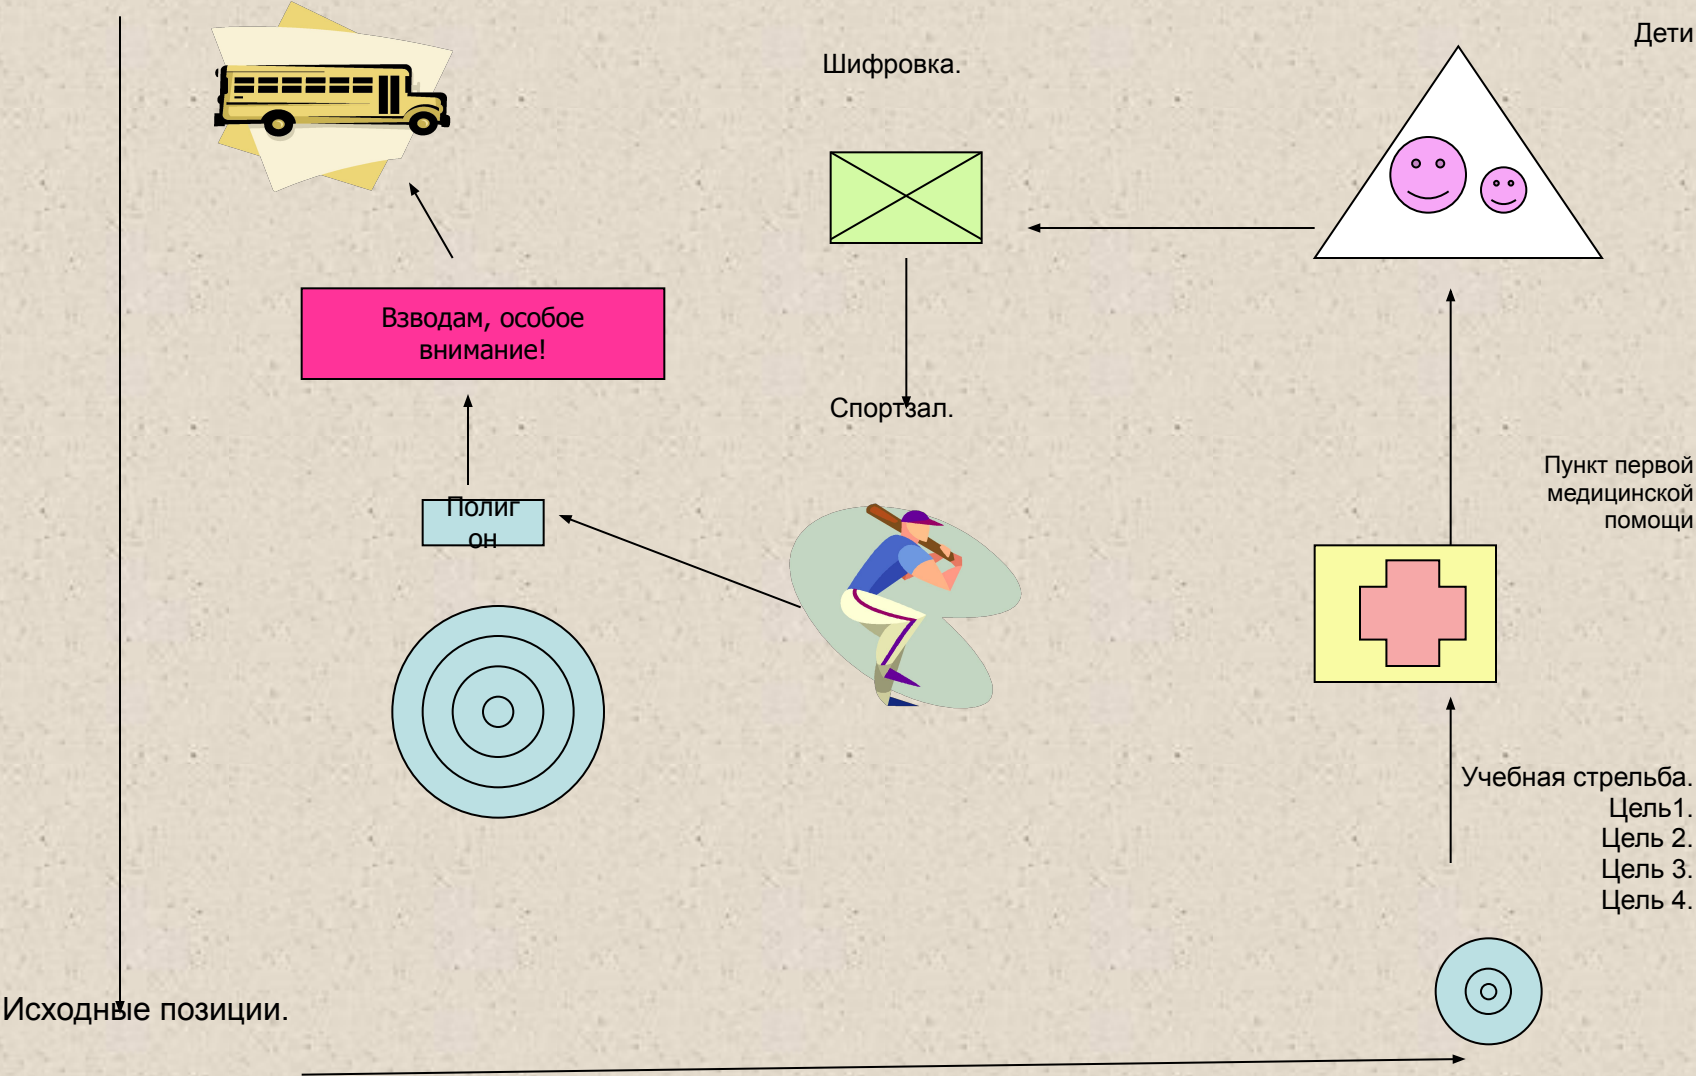 Дети
Шифровка.
Взводам, особое
внимание!
Спортзал.
Полиг
он
Пункт первой
медицинской
помощи
Учебная стрельба.
Цель1.
Цель 2.
Цель 3.
Цель 4.
Исходные позиции.